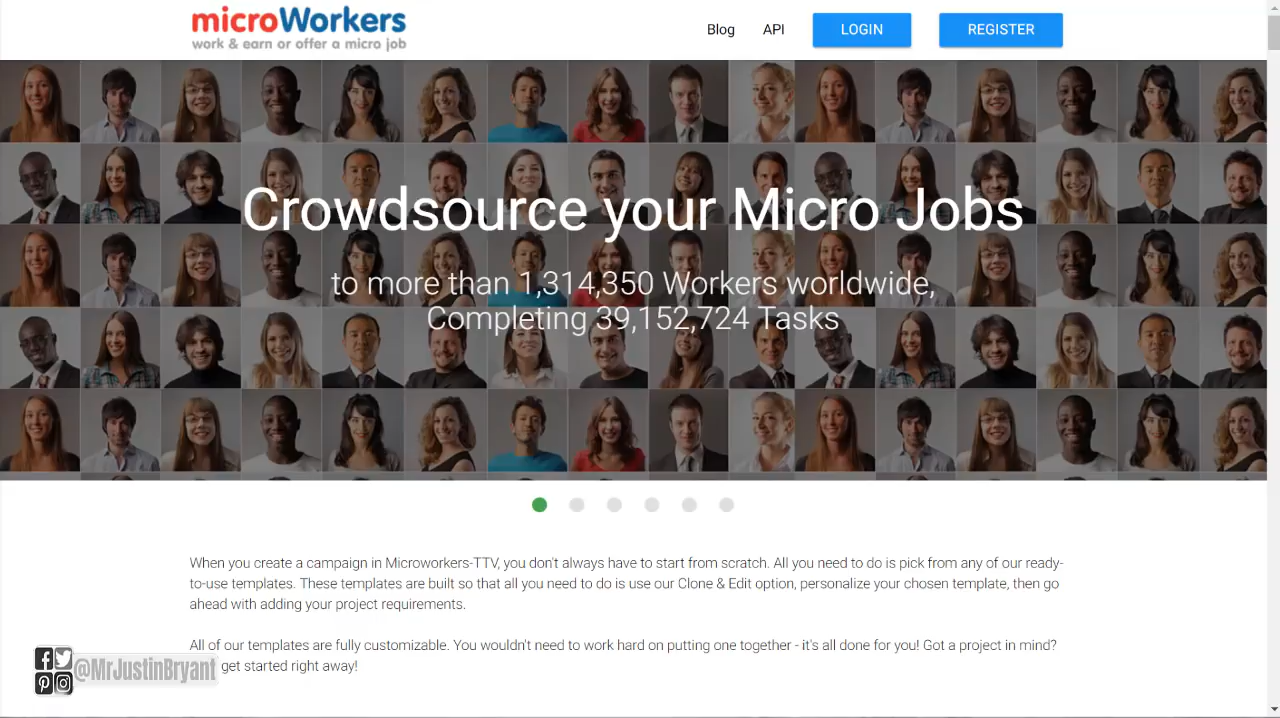 microWorkers
work & earn or offer a micro job
Blog
API
LOGIN
REGISTER
Crowdsource your Micro Jobs
to more than 1,314,350 Workers worldwide,
Completing 39,152,724 Tasks
When you create a campaign in Microworkers-TTV, you don't always have to start from scratch. All you need to do is pick from any of our ready-
to-use templates. These templates are built so that all you need to do is use our Clone & Edit option, personalize your chosen template, then go
ahead with adding your project requirements.
All of our templates are fully customizable. You wouldn't need to work hard on putting one together - it's all done for you! Got a project in mind?
get started right away!
@MrJustinBryant